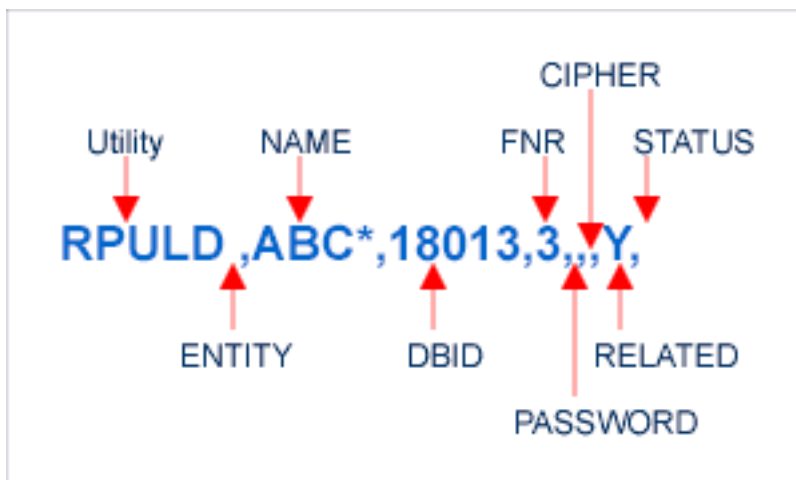 CIPHER
Utility NAME FNR STATUS
RPULD ,ABC*,18013,3,,,Y,
ENTITY DBID RELATED
PASSWORD